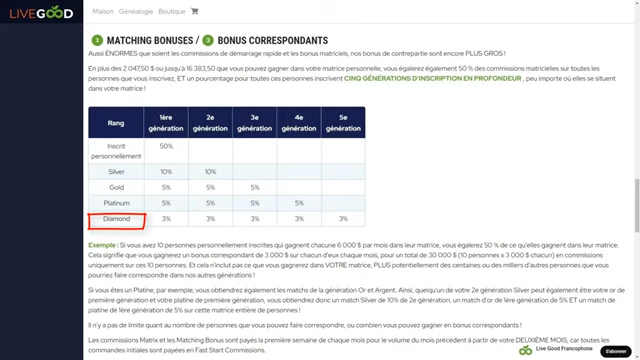 LIVEGOOD
Maison Généalogie Boutique
3 MATCHING BONUSES / 3 BONUS CORRESPONDANTS
Aussi ÉNORMES que soient les commissions de démarrage rapide et les bonus matriciels, nos bonus de contrepartie sont encore PLUS GROS !
En plus des 2 047,50 $ ou jusqu'à 16 383,50 que vous pouvez gagner dans votre matrice personnelle, vous égalerez également 50 % des commissions matricielles sur toutes les
personnes que vous inscrivez, ET un pourcentage pour toutes ces personnes inscrivent CINQ GÉNÉRATIONS D'INSCRIPTION EN PROFONDEUR , peu importe où elles se situent
dans votre matrice !
Rang 1ère génération 2e génération 3e génération 4e génération 5e génération
Inscrit personnellement 50%
Silver 10% 10%
Gold 5% 5% 5%
Platinum 5% 5% 5% 5%
Diamond 3% 3% 3% 3% 3%
Exemple : Si vous avez 10 personnes personnellement inscrites qui gagnent chacune 6 000 $ par mois dans leur matrice, vous égalerez 50 % de ce qu'elles gagnent dans leur matrice.
Cela signifie que vous gagnerez un bonus correspondant de 3 000 $ sur chacun d'eux chaque mois, pour un total de 30 000 $ (10 personnes x 3 000 $ chacun) en commissions
uniquement sur ces 10 personnes. Et cela n'inclut pas ce que vous gagnerez dans VOTRE matrice, PLUS potentiellement des centaines ou des milliers d'autres personnes que vous
pourriez faire correspondre dans nos autres générations !
Si vous êtes un Platine, par exemple, vous obtiendrez également les matchs de la génération Or et Argent. Ainsi, quelqu'un de votre 2e génération Silver peut également être votre or de
première génération et votre platine de première génération, vous obtiendrez donc un match Silver de 10% de 2e génération, un match d'or de 1ère génération de 5% ET un match de
platine de 1ère génération de 5% sur cette matrice entière de personnes !
Il n'y a pas de limite quant au nombre de personnes que vous pouvez faire correspondre, ou combien vous pouvez gagner en bonus correspondants !
Les commissions Matrix et les Matching Bonus sont payés la première semaine de chaque mois pour le volume du mois précédent à partir de votre DEUXIÈME MOIS, car toutes les
commandes initiales sont payées en Fast Start Commissions.
Live Good Francophone
S'abonner